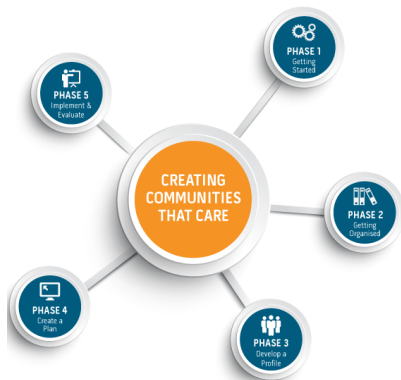 CREATING
COMMUNITIES
THAT CARE
PHASE 1
Getting
Started
PHASE 2
Getting
Organised
PHASE 3
Develop a
Profile
PHASE 4
Create a
Plan
PHASE 5
Implement &
Evaluate